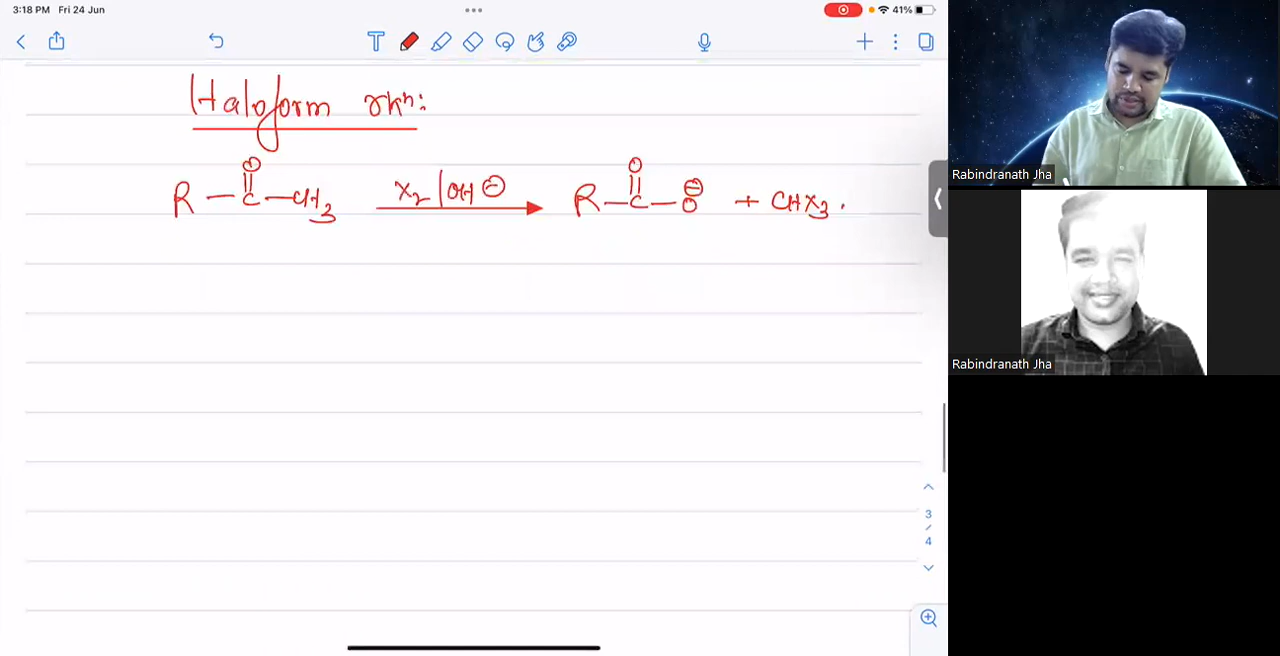 3:18 PM Fri 24 Jun
41%
Haloform rxn:
R-C(=O)-CH3 X2/OH⊖ → R-C(=O)-O⊖ + CHX3.
Rabindranath Jha
Rabindranath Jha
3
/
4